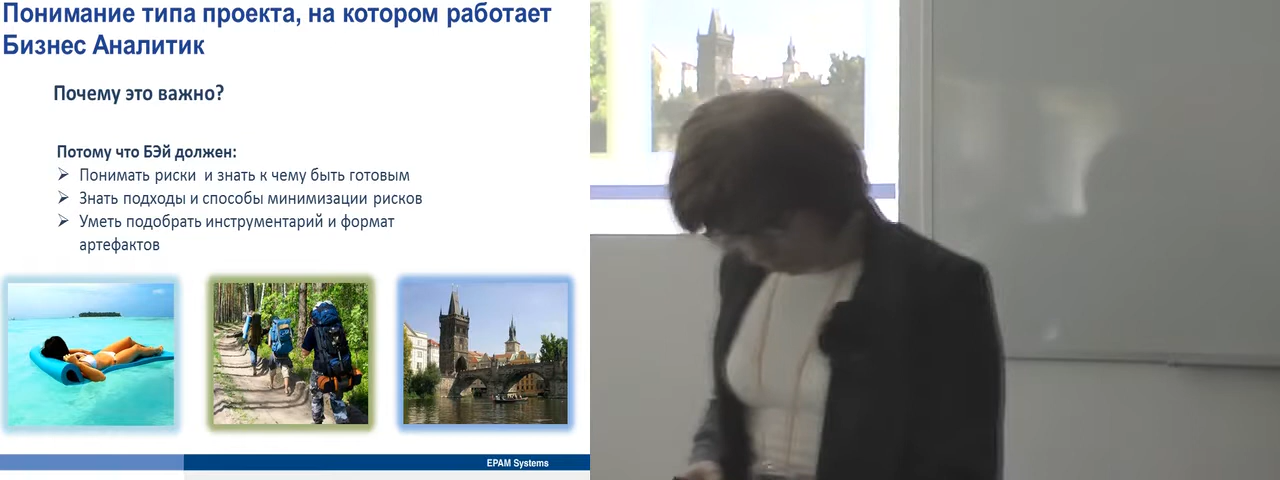 Понимание типа проекта, на котором работает
Бизнес Аналитик
Почему это важно?
Потому что БЭй должен:
Понимать риски и знать к чему быть готовым
Знать подходы и способы минимизации рисков
Уметь подобрать инструментарий и формат
артефактов
EPAM Systems